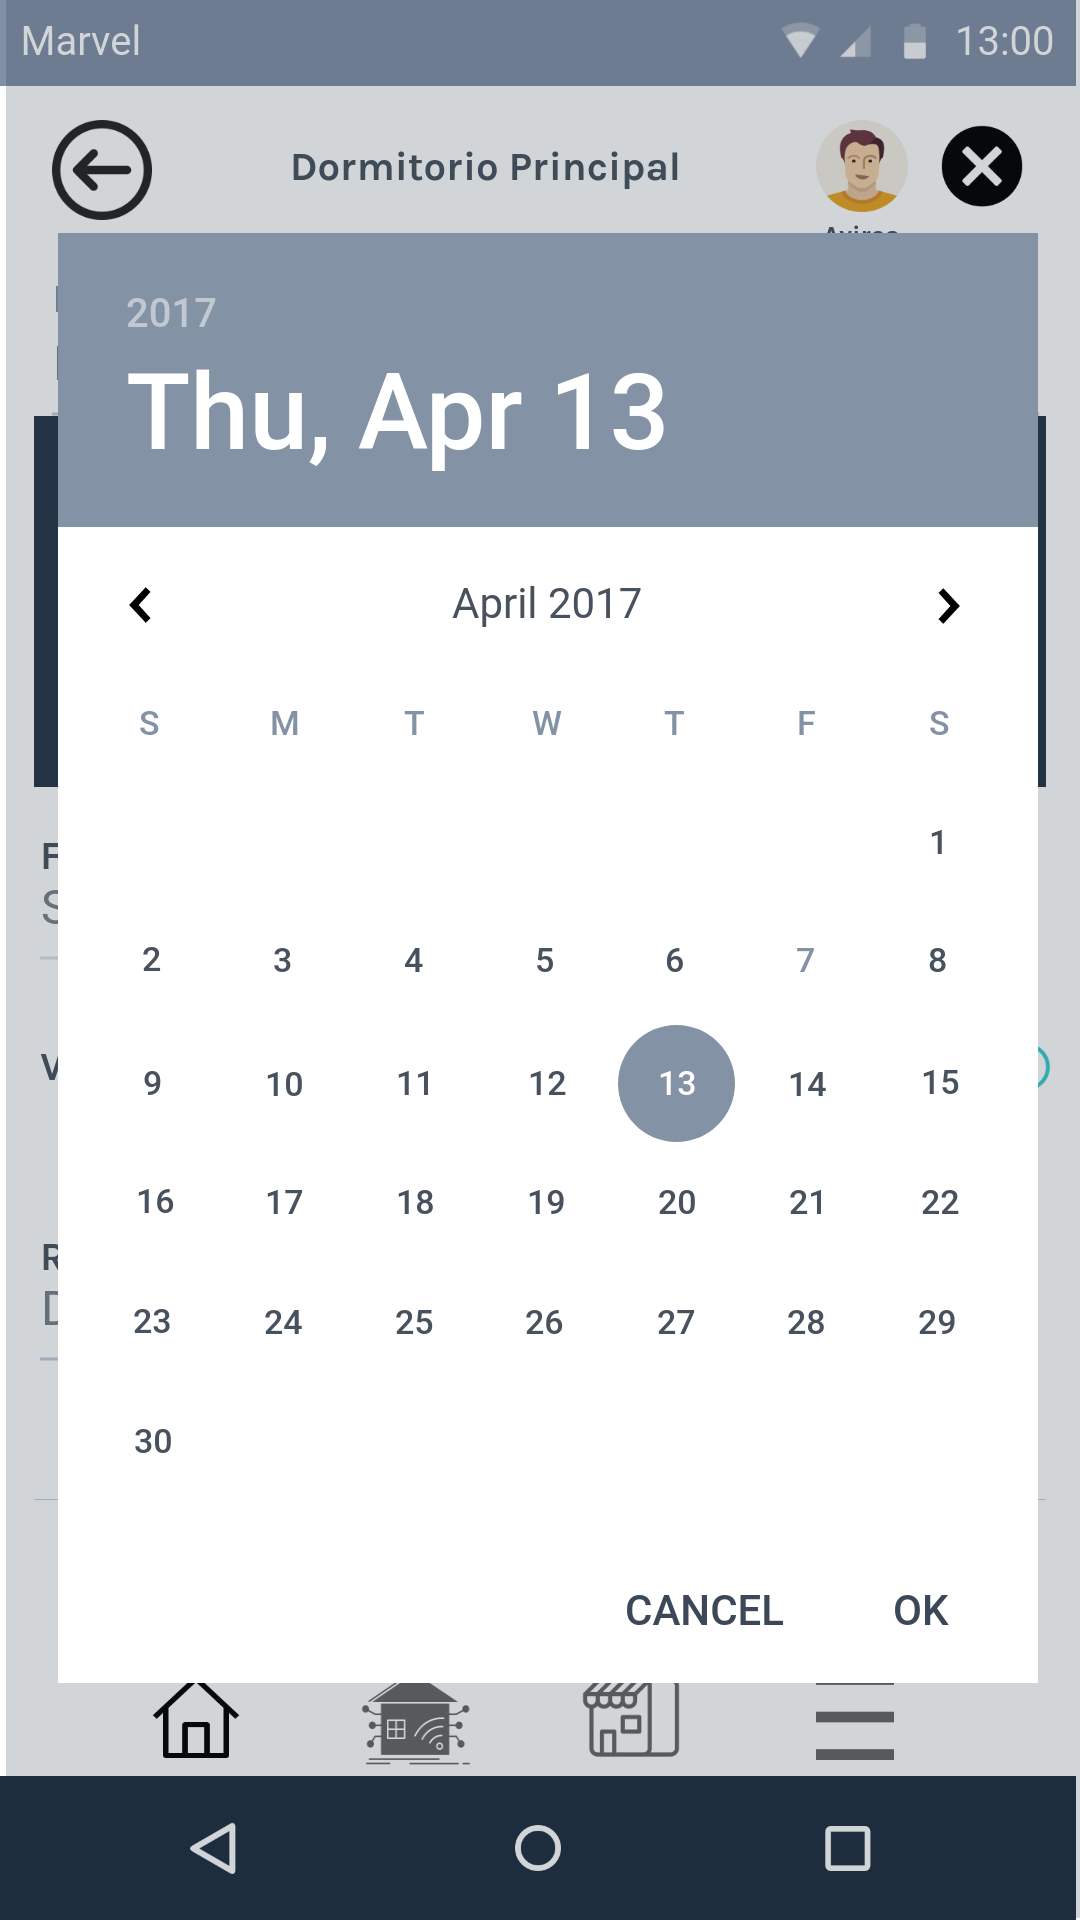 Marvel 13:00
Dormitorio Principal
2017
Thu, Apr 13
April 2017
S M T W T F S
1
2 3 4 5 6 7 8
9 10 11 12 13 14 15
16 17 18 19 20 21 22
23 24 25 26 27 28 29
30
CANCEL OK